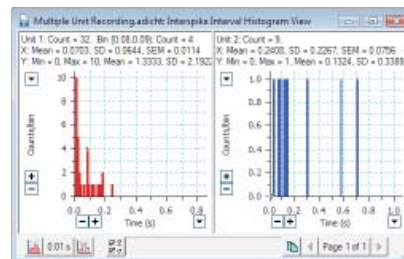 Multiple Unit Recording.adicht: Interspike Interval Histogram View
Unit 1: Count = 32. Bin [0.08,0.09): Count = 4
X: Mean = 0.0703, SD = 0.0644, SEM = 0.0114
Y: Min = 0, Max = 10, Mean = 1.3333, SD = 2.192
Unit 2: Count = 9.
X: Mean = 0.2408, SD = 0.2267, SEM = 0.0756
Y: Min = 0, Max = 1, Mean = 0.1324, SD = 0.3389
Counts/bin
10
8
6
4
2
0
0.0
0.2
0.4
0.6
0.8
Time (s)
Counts/bin
1.0
0.8
0.6
0.4
0.2
0.0
0.0
0.2
0.4
0.6
0.8
1.0
Time (s)
0.01 s
Page 1 of 1